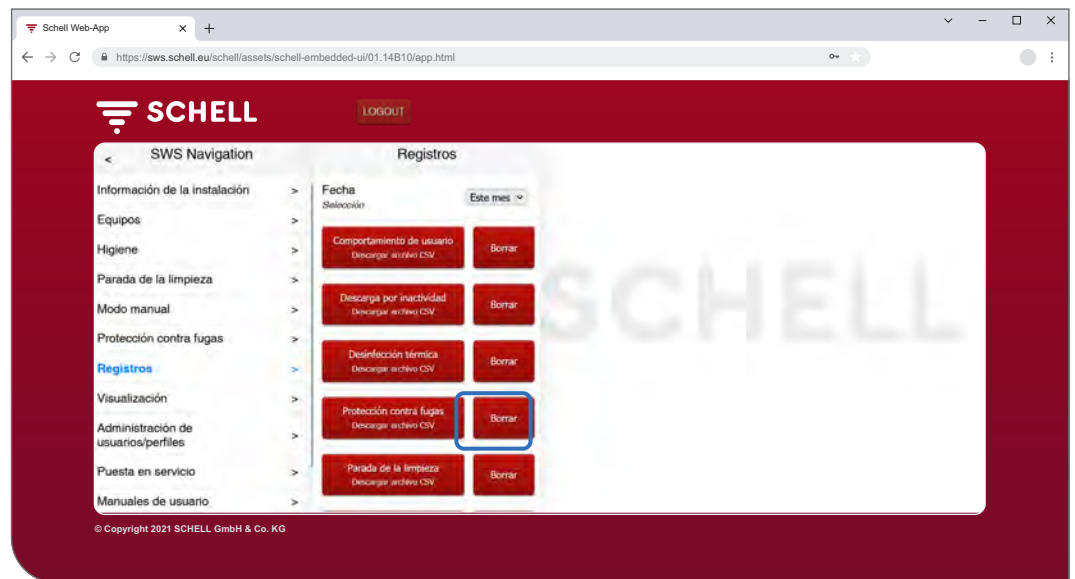 Schell Web-App
https://sws.schell.eu/schell/assets/schell-embedded-ui/01.14B10/app.html
SCHELL
LOGOUT
< SWS Navigation
Registros
Información de la instalación >
Equipos >
Higiene >
Parada de la limpieza >
Modo manual >
Protección contra fugas >
Registros >
Visualización >
Administración de
usuarios/perfiles >
Puesta en servicio >
Manuales de usuario >
Fecha
Selección
Este mes
Comportamiento de usuario
Descargar archivo CSV
Borrar
Descarga por inactividad
Descargar archivo CSV
Borrar
Desinfección térmica
Descargar archivo CSV
Borrar
Protección contra fugas
Descargar archivo CSV
Borrar
Parada de la limpieza
Descargar archivo CSV
Borrar
SCHELL
© Copyright 2021 SCHELL GmbH & Co. KG